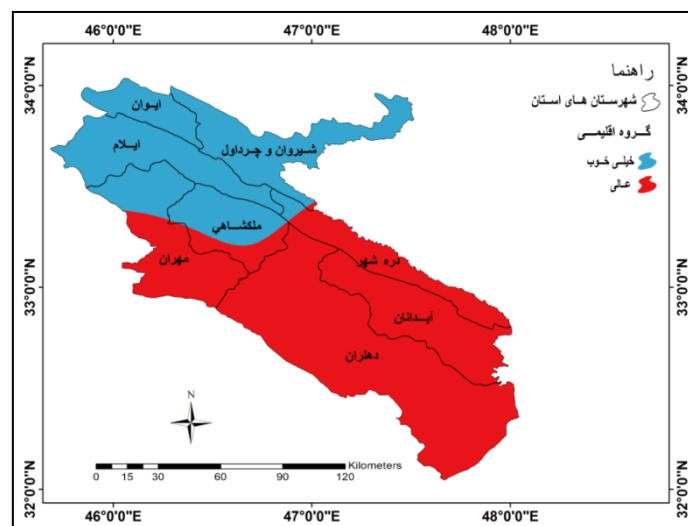 46°0'0"E 47°0'0"E 48°0'0"E
34°0'0"N 34°0'0"N
33°0'0"N 33°0'0"N
32°0'0"N 32°0'0"N
راهنما
شهرستان های استان
گروه اقلیمی
خیلی خوب
عالی
ایوان
شیروان و چرداول
ایلام
ملکشاهي
مهران
دره شهر
آبدانان
دهلران
N
Kilometers
0 15 30 60 90 120
46°0'0"E 47°0'0"E 48°0'0"E